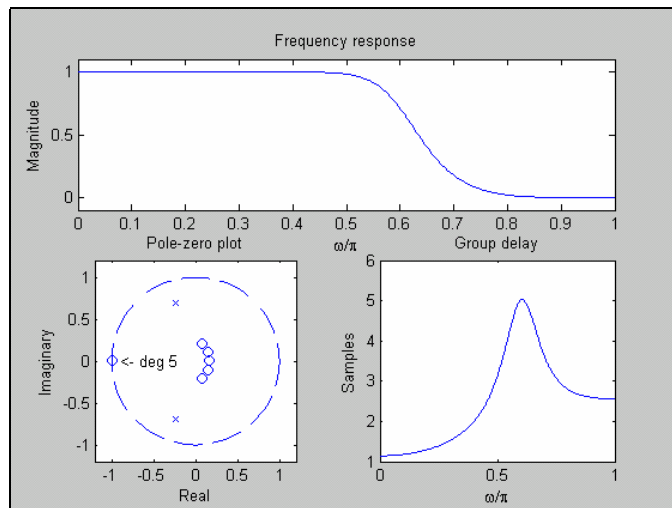 Frequency response
Magnitude
1
0.5
0
0 0.1 0.2 0.3 0.4 0.5 0.6 0.7 0.8 0.9 1
ω/π
Pole-zero plot
Imaginary
1
0.5
0
-0.5
-1
<- deg 5
-1 -0.5 0 0.5 1
Real
Group delay
Samples
6
5
4
3
2
1
0 0.5 1
ω/π